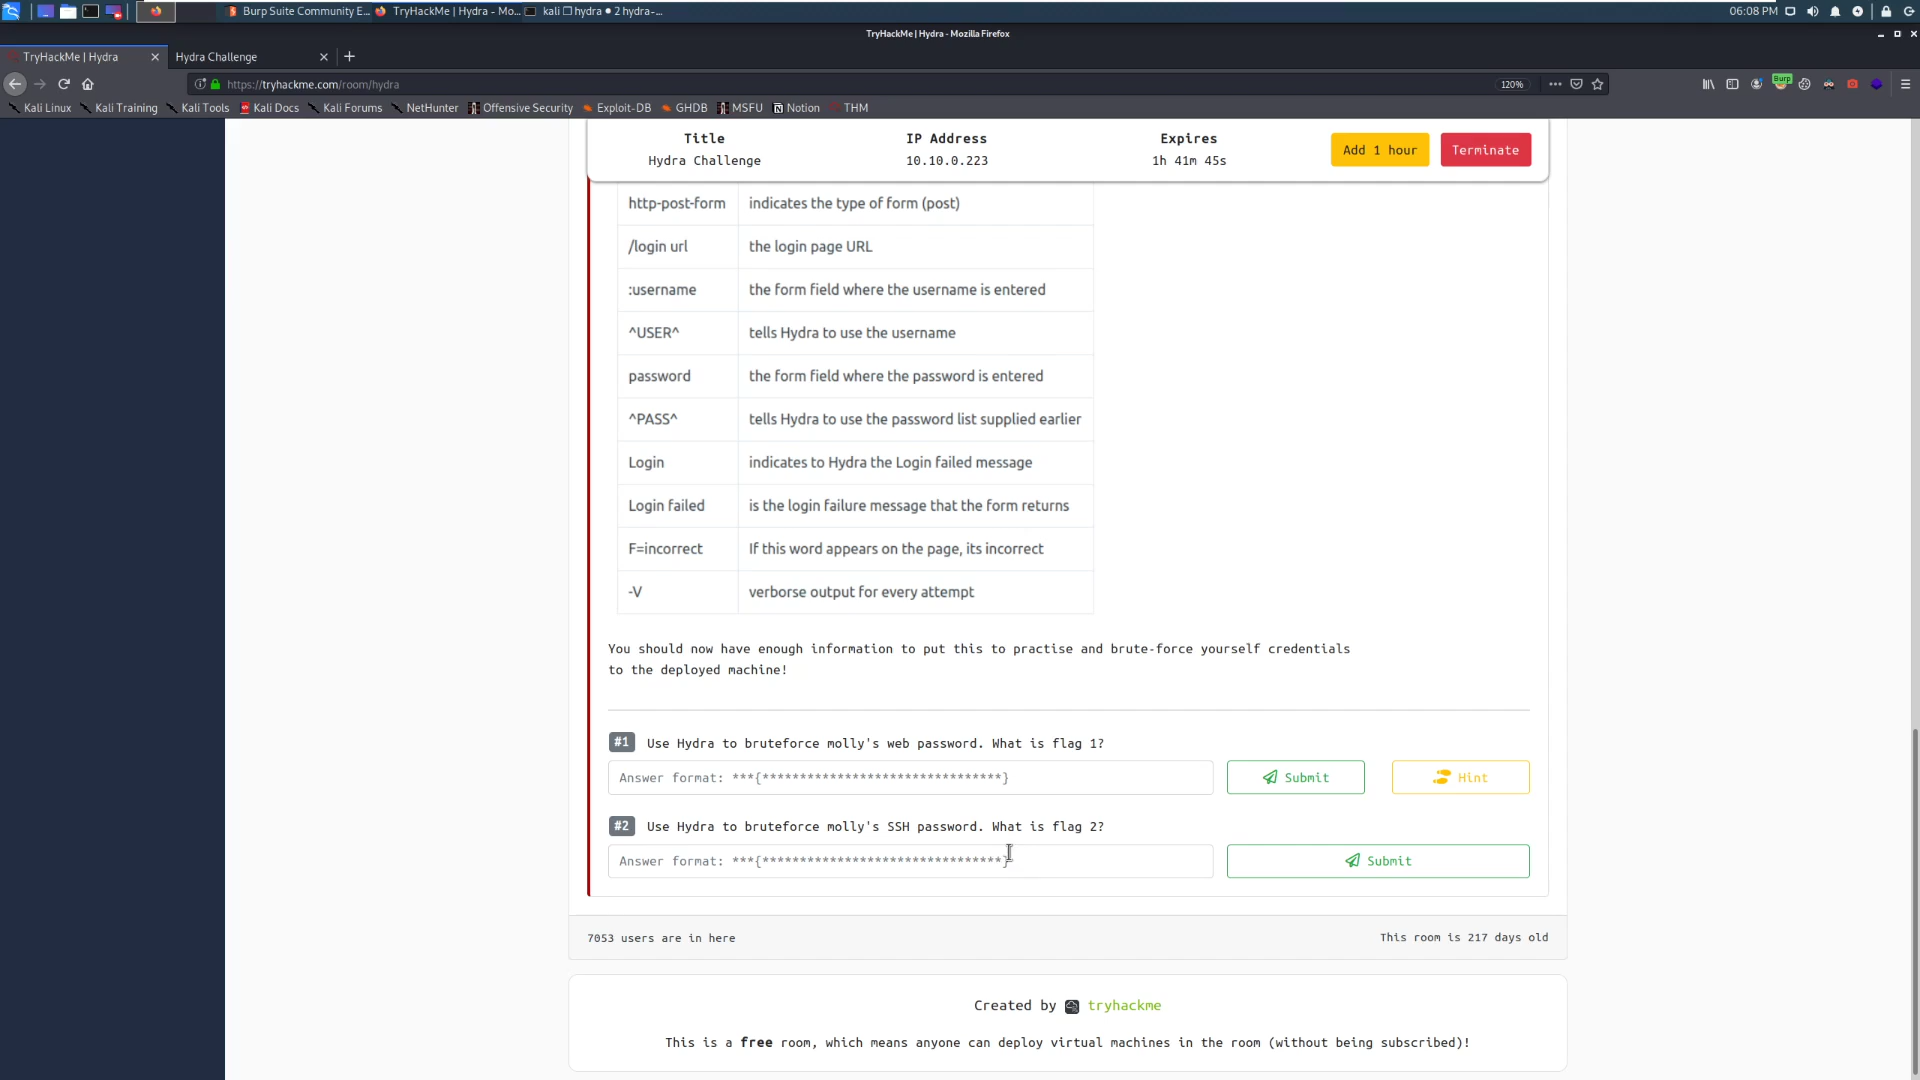 Burp Suite Community E...
TryHackMe | Hydra - Mo...
kali ❐ hydra ● 2 hydra-...
06:08 PM
TryHackMe | Hydra - Mozilla Firefox
TryHackMe | Hydra
Hydra Challenge
https://tryhackme.com/room/hydra
120%
Burp
Kali Linux
Kali Training
Kali Tools
Kali Docs
Kali Forums
NetHunter
Offensive Security
Exploit-DB
GHDB
MSFU
Notion
THM
Title
IP Address
Expires
Hydra Challenge
10.10.0.223
1h 41m 45s
Add 1 hour
Terminate
http-post-form indicates the type of form (post)
/login url the login page URL
:username the form field where the username is entered
^USER^ tells Hydra to use the username
password the form field where the password is entered
^PASS^ tells Hydra to use the password list supplied earlier
Login indicates to Hydra the Login failed message
Login failed is the login failure message that the form returns
F=incorrect If this word appears on the page, its incorrect
-V verborse output for every attempt
You should now have enough information to put this to practise and brute-force yourself credentials
to the deployed machine!
#1 Use Hydra to bruteforce molly's web password. What is flag 1?
Answer format: ***{********************************}
Submit
Hint
#2 Use Hydra to bruteforce molly's SSH password. What is flag 2?
Answer format: ***{********************************}
Submit
7053 users are in here
This room is 217 days old
Created by tryhackme
This is a free room, which means anyone can deploy virtual machines in the room (without being subscribed)!